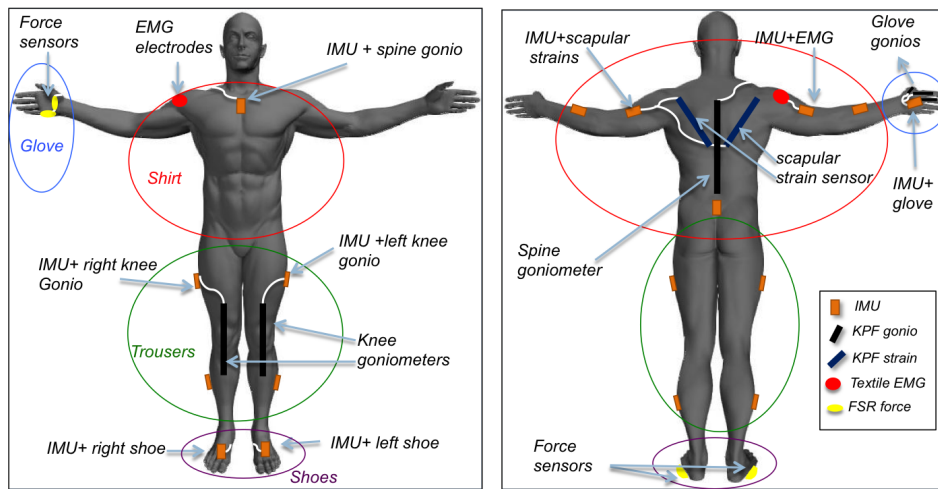 Force
sensors
EMG
electrodes
IMU + spine gonio
Glove
Shirt
IMU+ right knee
Gonio
IMU +left knee
gonio
Trousers
Knee
goniometers
IMU+ right shoe
IMU+ left shoe
Shoes
IMU+scapular
strains
IMU+EMG
Glove
gonios
scapular
strain sensor
IMU+
glove
Spine
goniometer
IMU
KPF gonio
KPF strain
Textile EMG
FSR force
Force
sensors